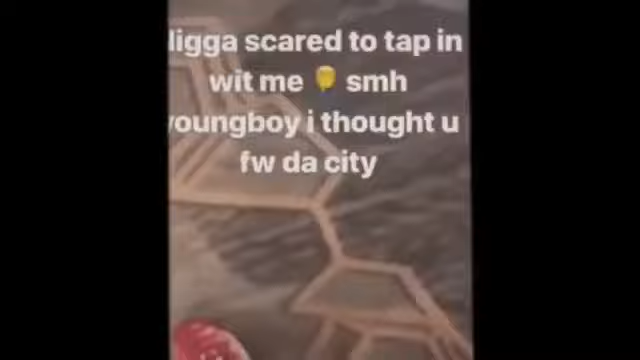 ligga scared to tap in
wit me smh
youngboy i thought u
fw da city